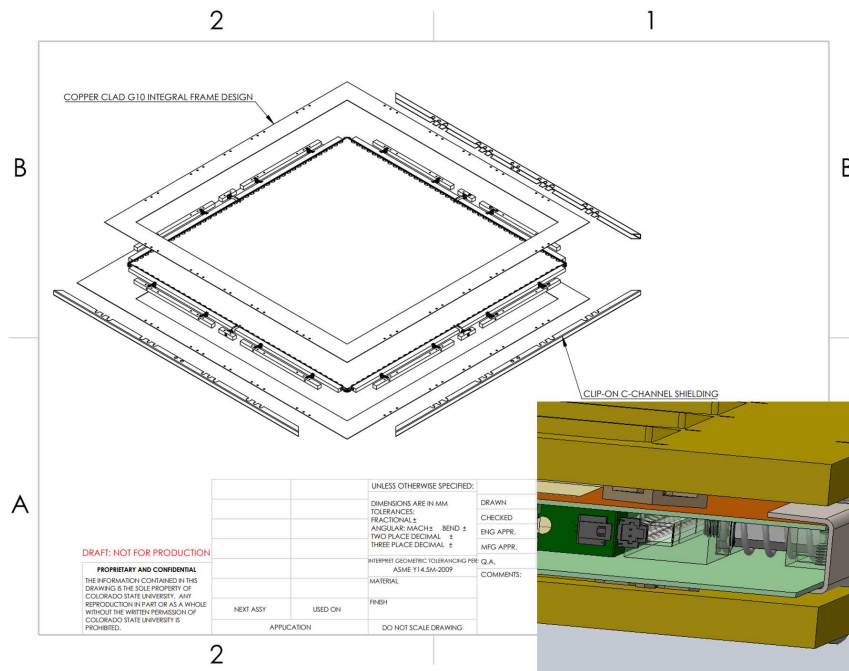 2
1
COPPER CLAD G10 INTEGRAL FRAME DESIGN
B
B
CLIP-ON C-CHANNEL SHIELDING
A
UNLESS OTHERWISE SPECIFIED:
DIMENSIONS ARE IN MM
TOLERANCES:
FRACTIONAL ±
ANGULAR: MACH ± BEND ±
TWO PLACE DECIMAL ±
THREE PLACE DECIMAL ±
INTERPRET GEOMETRIC TOLERANCING PER:
ASME Y14.5M-2009
MATERIAL
FINISH
DO NOT SCALE DRAWING
DRAWN
CHECKED
ENG APPR.
MFG APPR.
Q.A.
COMMENTS:
DRAFT: NOT FOR PRODUCTION
PROPRIETARY AND CONFIDENTIAL
THE INFORMATION CONTAINED IN THIS
DRAWING IS THE SOLE PROPERTY OF
COLORADO STATE UNIVERSITY. ANY
REPRODUCTION IN PART OR AS A WHOLE
WITHOUT THE WRITTEN PERMISSION OF
COLORADO STATE UNIVERSITY IS
PROHIBITED.
NEXT ASSY
USED ON
APPLICATION
2